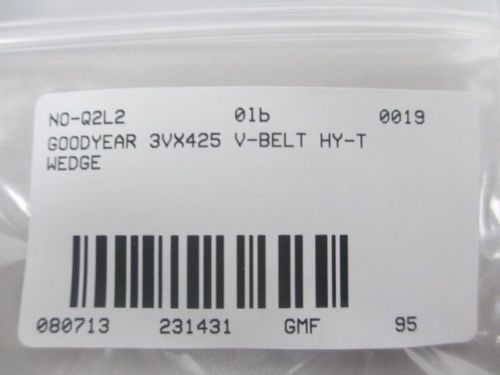 NO-Q2L2 01b 0019
GOODYEAR 3VX425 V-BELT HY-T
WEDGE
080713 231431 GMF 95